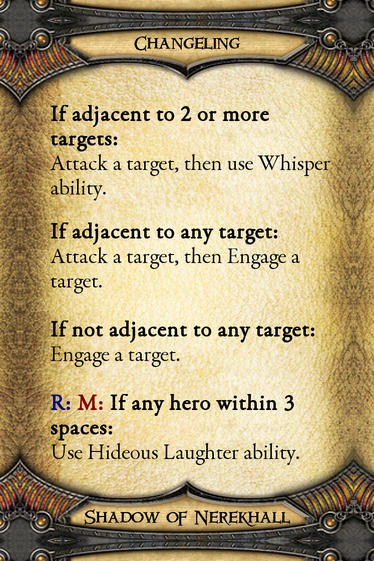 Changeling
If adjacent to 2 or more
targets:
Attack a target, then use Whisper
ability.
If adjacent to any target:
Attack a target, then Engage a
target.
If not adjacent to any target:
Engage a target.
R: M: If any hero within 3
spaces:
Use Hideous Laughter ability.
Shadow of Nerekhall